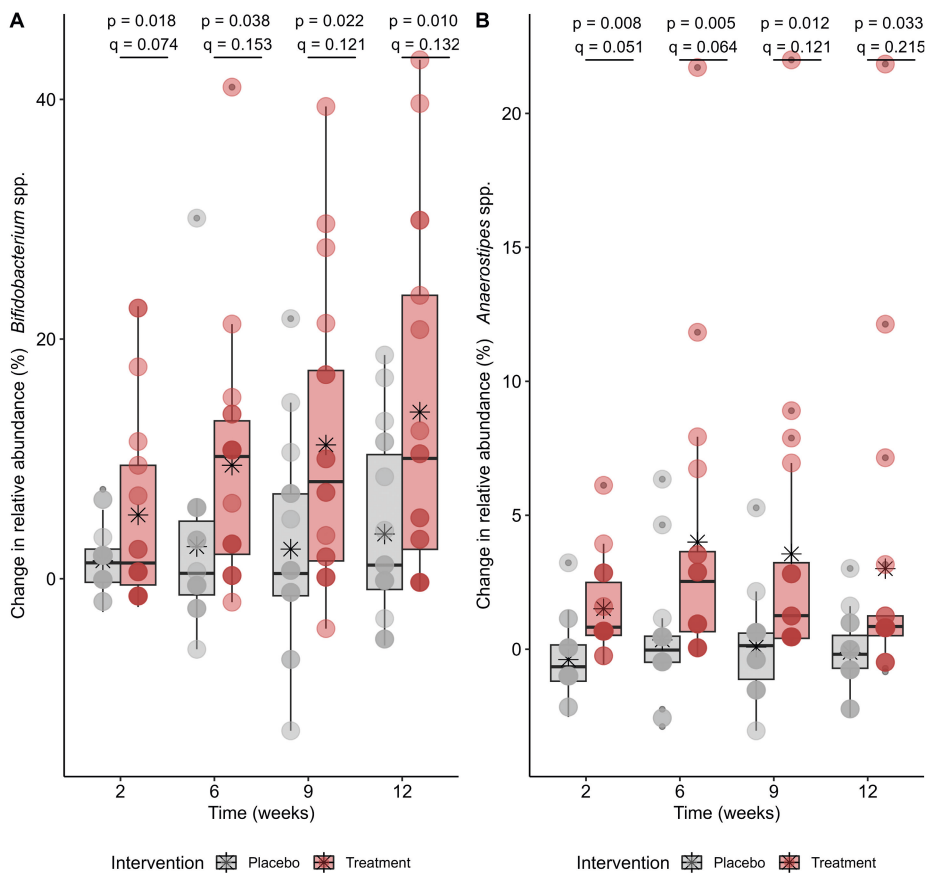 A
p = 0.018 p = 0.038 p = 0.022 p = 0.010
q = 0.074 q = 0.153 q = 0.121 q = 0.132
Change in relative abundance (%) Bifidobacterium spp.
40
20
0
2 6 9 12
Time (weeks)
Intervention Placebo Treatment
B
p = 0.008 p = 0.005 p = 0.012 p = 0.033
q = 0.051 q = 0.064 q = 0.121 q = 0.215
Change in relative abundance (%) Anaerostipes spp.
20
15
10
5
0
2 6 9 12
Time (weeks)
Intervention Placebo Treatment